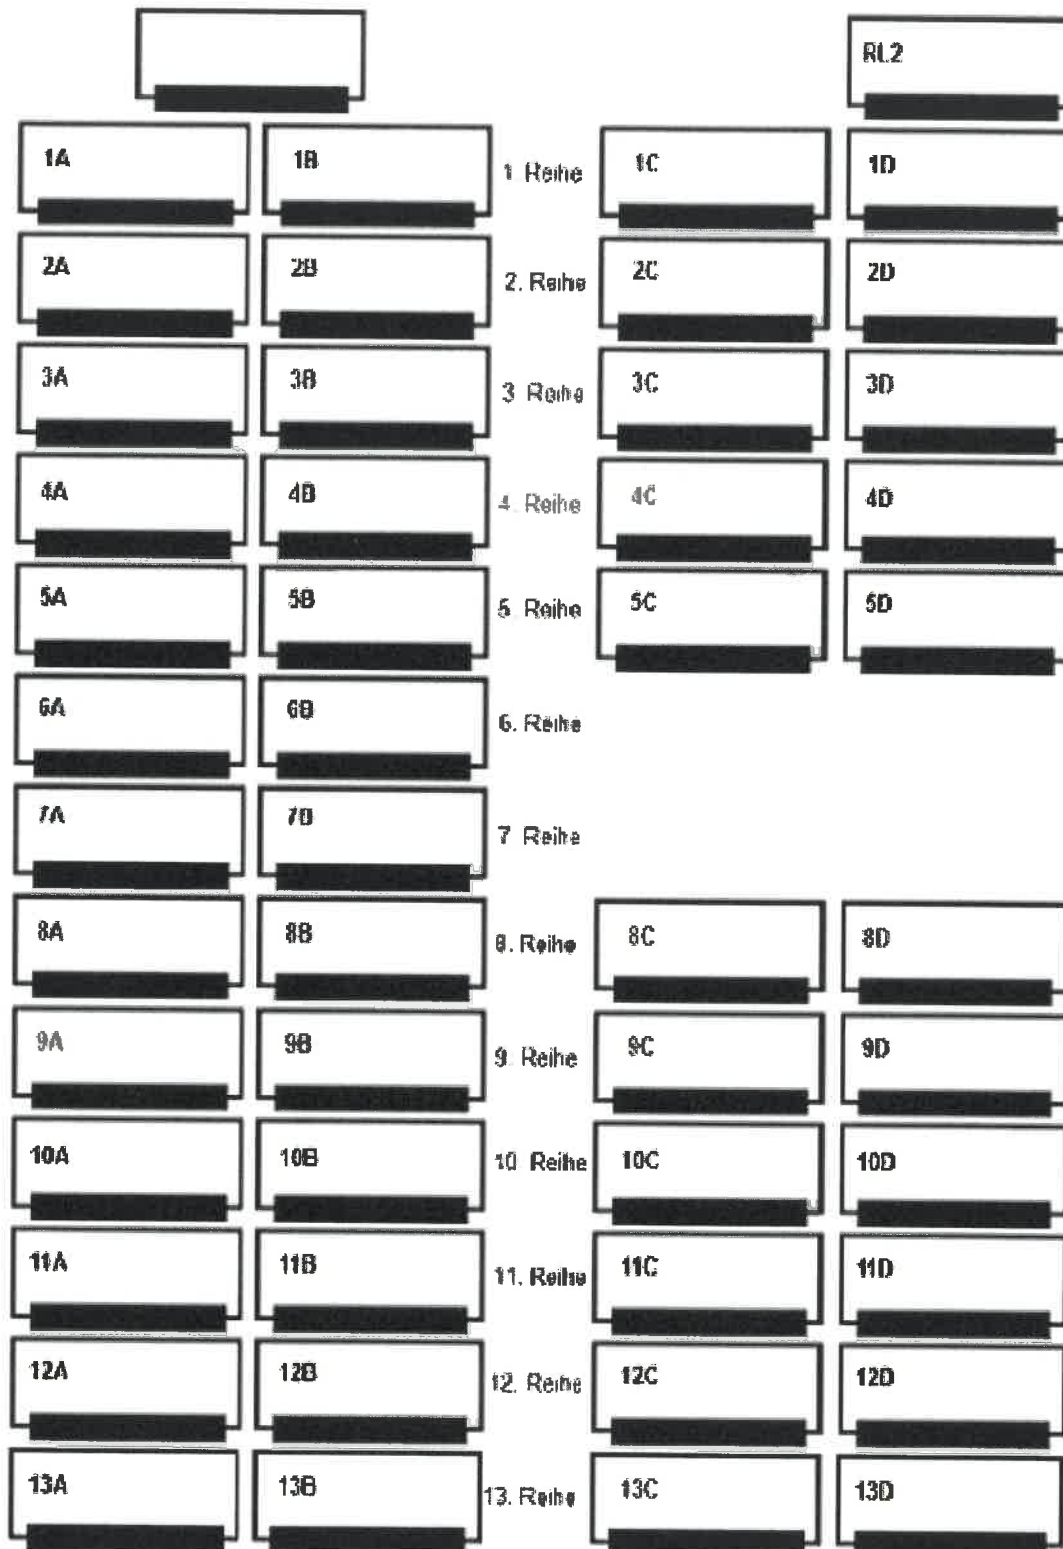 RL2
1A 1B 1 Reihe 1C 1D
2A 2B 2. Reihe 2C 2D
3A 3B 3 Reihe 3C 3D
4A 4B 4. Reihe 4C 4D
5A 5B 5 Reihe 5C 5D
6A 6B 6. Reihe
7A 7B 7 Reihe
8A 8B 8. Reihe 8C 8D
9A 9B 9. Reihe 9C 9D
10A 10B 10 Reihe 10C 10D
11A 11B 11. Reihe 11C 11D
12A 12B 12. Reihe 12C 12D
13A 13B 13. Reihe 13C 13D